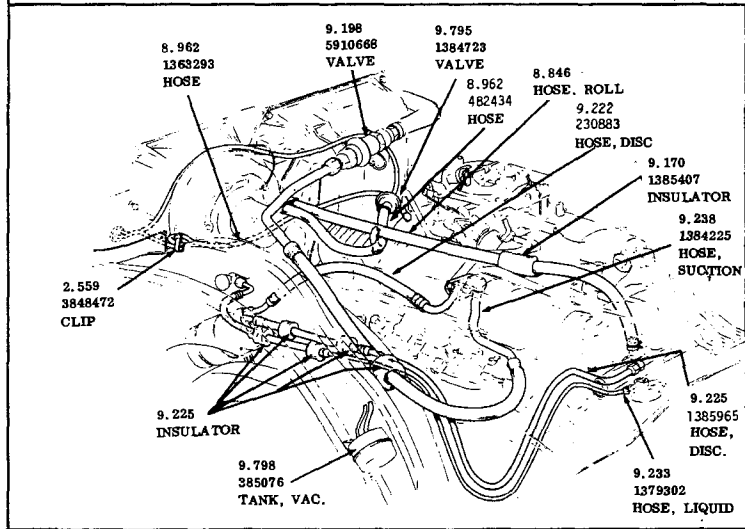 9.198
5910668
VALVE
9.795
1384723
VALVE
8.962
1363293
HOSE
8.962
482434
HOSE
8.846
HOSE. ROLL
9.222
230883
HOSE, DISC
9.170
1385407
INSULATOR
9.238
1384225
HOSE,
SUCTION
2.559
3848472
CLIP
9.225
INSULATOR
9.798
385076
TANK, VAC.
9.225
1385965
HOSE,
DISC.
9.233
1379302
HOSE, LIQUID